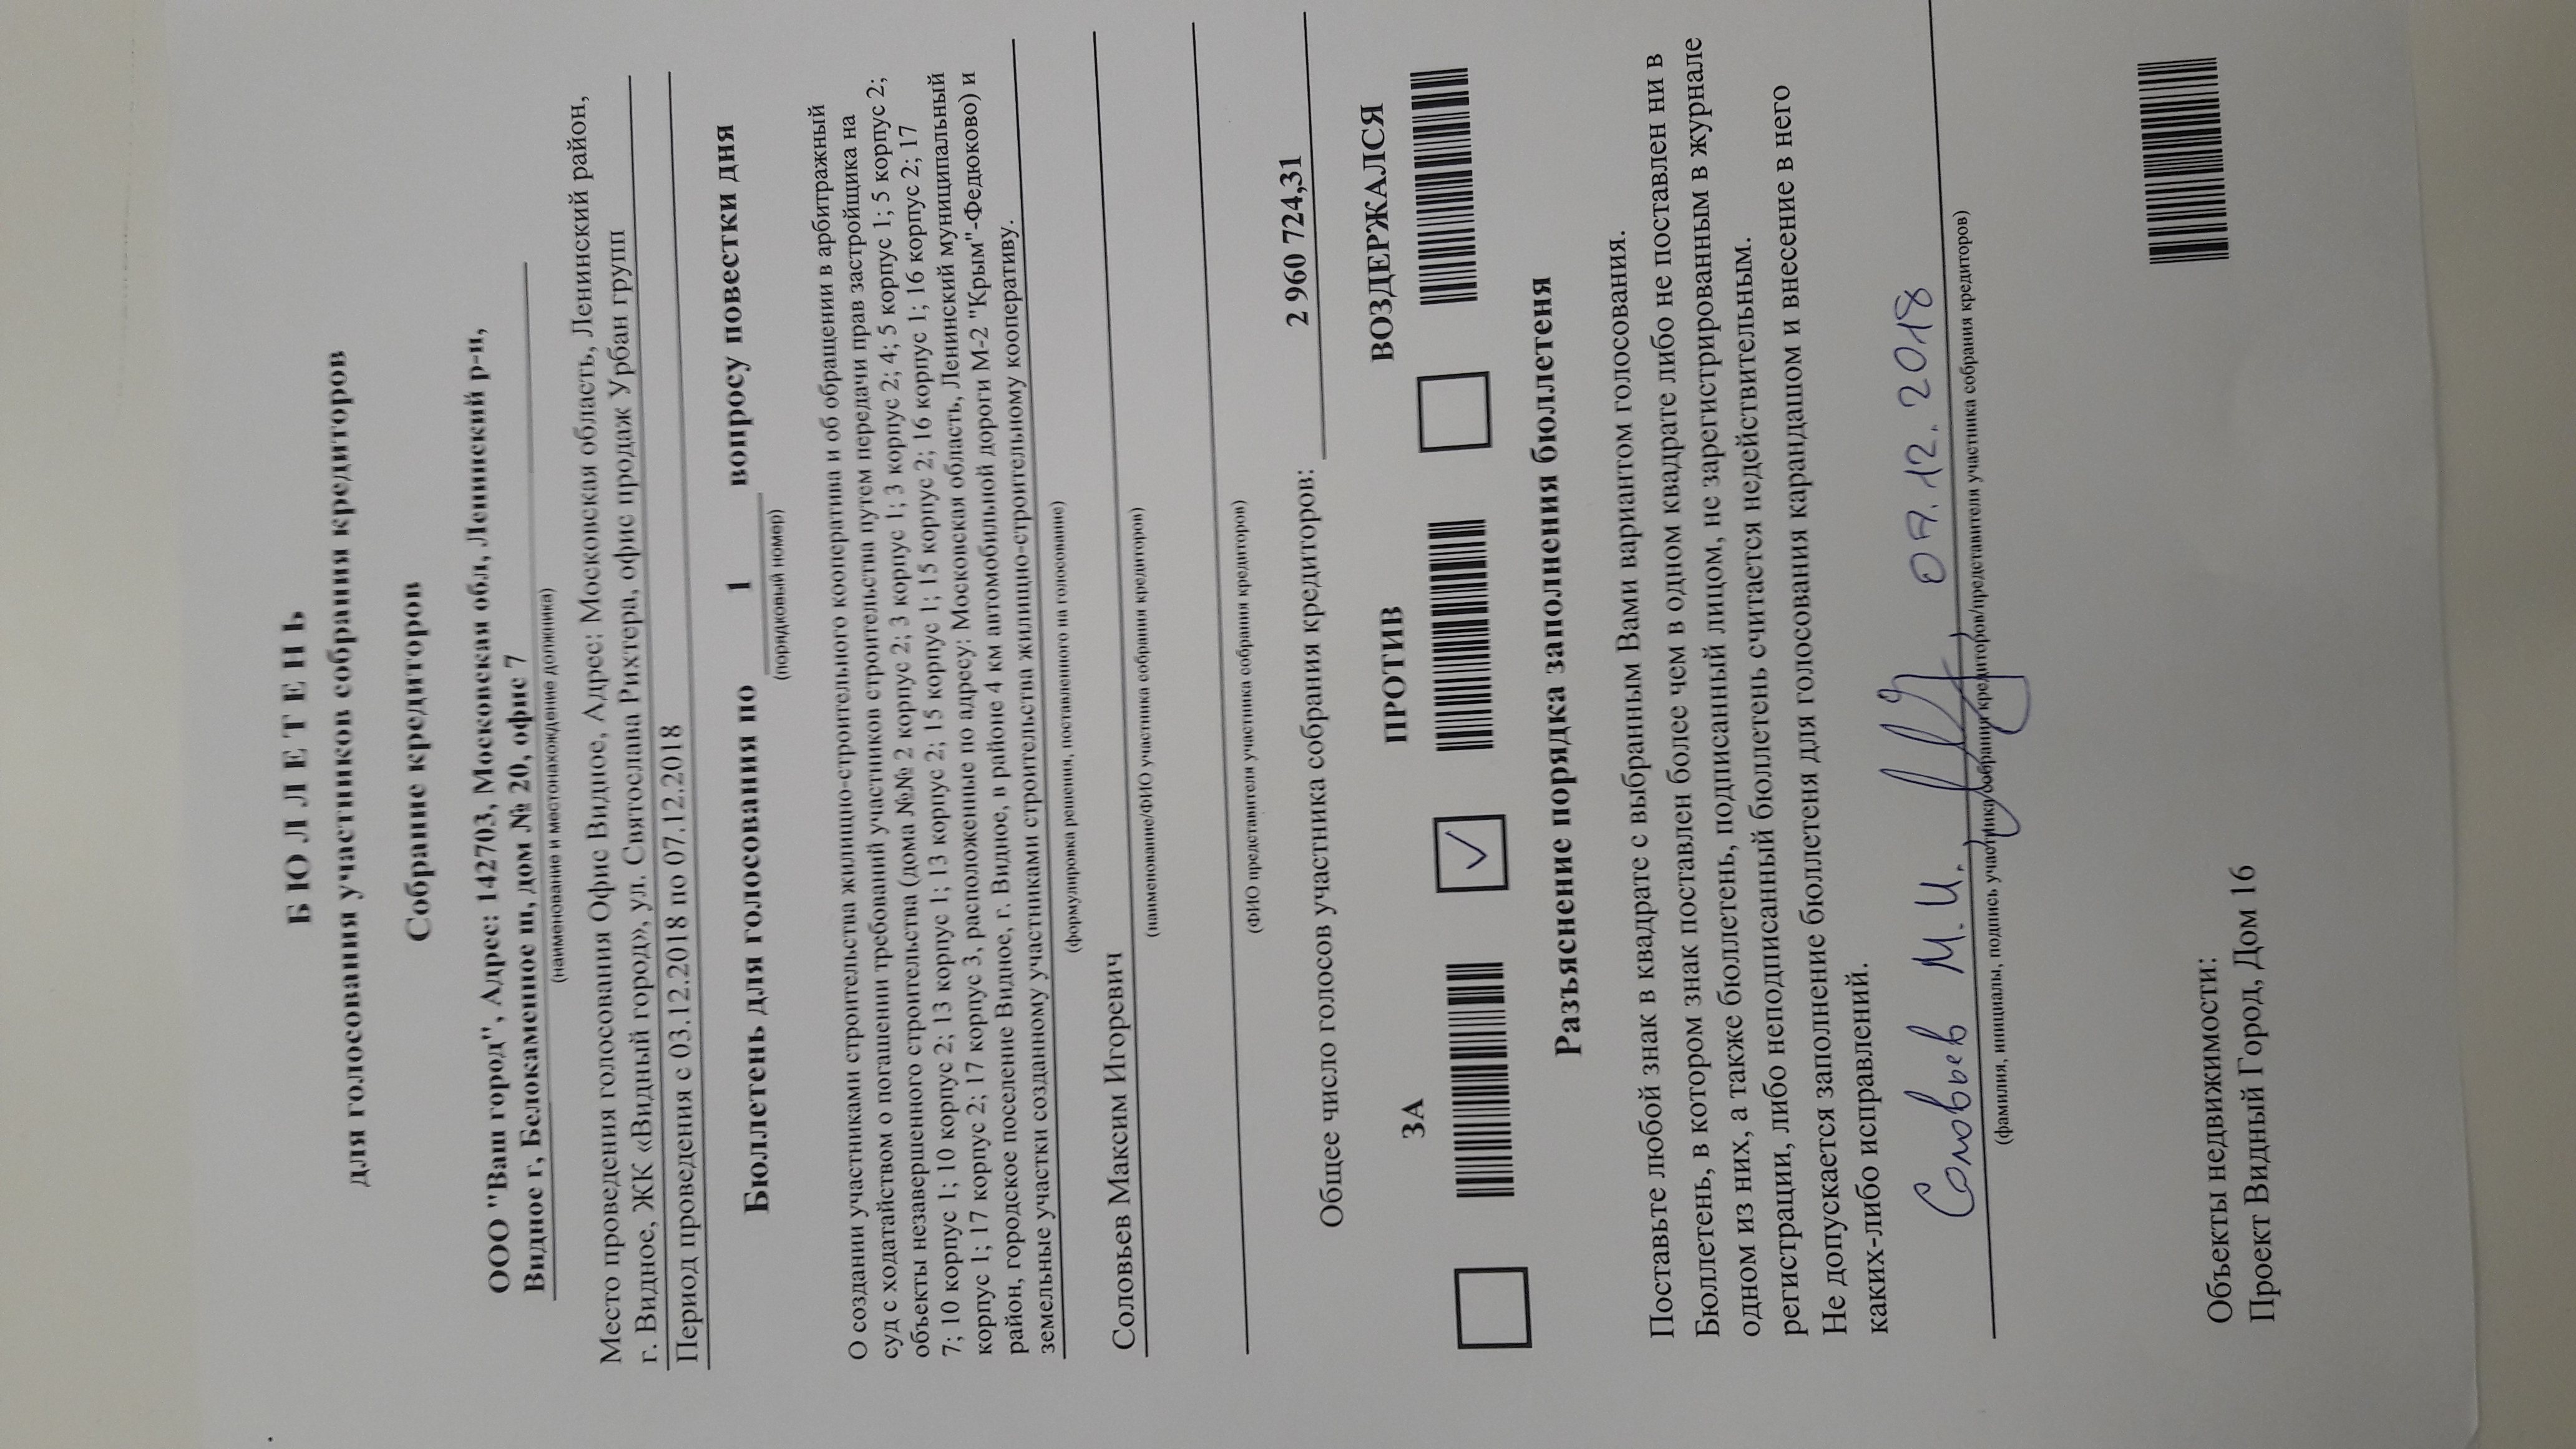 БЮЛЛЕТЕНЬ
для голосования участников собрания кредиторов
Собрание кредиторов
ООО "Ваш город", Адрес: 142703, Московская обл, Ленинский р-н,
Видное г, Белокаменное ш, дом № 20, офис 7
(наименование и местонахождение должника)
Место проведения голосования Офис Видное, Адрес: Московская область, Ленинский район,
г. Видное, ЖК «Видный город», ул. Святослава Рихтера, офис продаж Урбан групп
Период проведения с 03.12.2018 по 07.12.2018
Бюллетень для голосования по 1 вопросу повестки дня
(порядковый номер)
О создании участниками строительства жилищно-строительного кооператива и об обращении в арбитражный
суд с ходатайством о погашении требований участников строительства путем передачи прав застройщика на
объекты незавершенного строительства (дома №№ 2 корпус 2; 3 корпус 1; 3 корпус 2; 4; 5 корпус 1; 5 корпус 2;
7; 10 корпус 1; 10 корпус 2; 13 корпус 1; 13 корпус 2; 15 корпус 1; 15 корпус 2; 16 корпус 1; 16 корпус 2; 17
корпус 1; 17 корпус 2; 17 корпус 3, расположенные по адресу: Московская область, Ленинский муниципальный
район, городское поселение Видное, г. Видное, в районе 4 км автомобильной дороги М-2 "Крым"-Федюково) и
земельные участки созданному участниками строительства жилищно-строительному кооперативу.
(формулировка решения, поставленного на голосование)
Соловьев Максим Игоревич
(наименование/ФИО участника собрания кредиторов)
(ФИО представителя участника собрания кредиторов)
Общее число голосов участника собрания кредиторов: 2 960 724,31
ЗА ПРОТИВ ВОЗДЕРЖАЛСЯ
Разъяснение порядка заполнения бюллетеня
Поставьте любой знак в квадрате с выбранным Вами вариантом голосования.
Бюллетень, в котором знак поставлен более чем в одном квадрате либо не поставлен ни в
одном из них, а также бюллетень, подписанный лицом, не зарегистрированным в журнале
регистрации, либо неподписанный бюллетень считается недействительным.
Не допускается заполнение бюллетеня для голосования карандашом и внесение в него
каких-либо исправлений.
Соловьев М.И., 07.12.2018
(фамилия, инициалы, подпись участника собрания кредиторов/представителя участника собрания кредиторов)
Объекты недвижимости:
Проект Видный Город, Дом 16